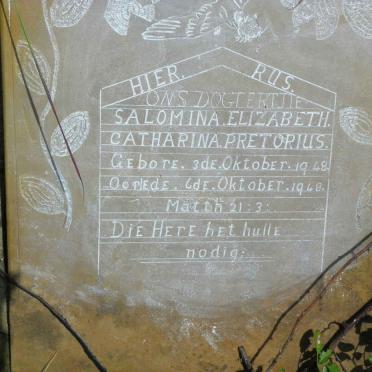 HIER. RUS.
ONS DOGTERTJIE
SALOMINA. ELIZABETH.
CATHARINA. PRETORIUS.
Gebore. 3de. Oktober. 1948.
Oorlede. 4de. Oktober. 1948.
Matth 21:3:
Die Here het hulle
nodig: